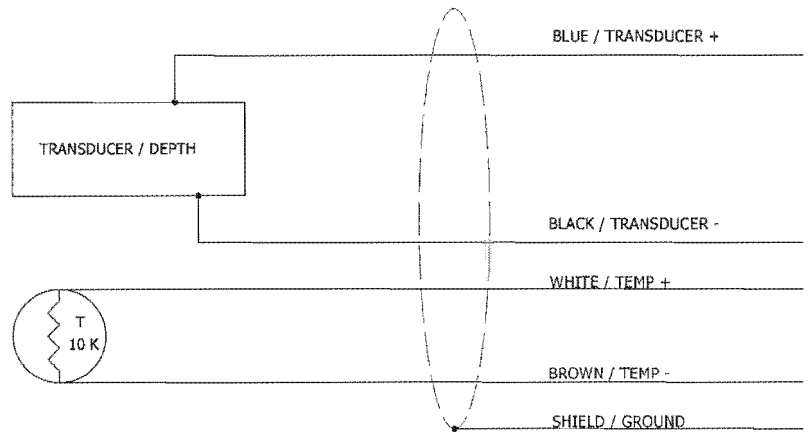 BLUE / TRANSDUCER +
TRANSDUCER / DEPTH
BLACK / TRANSDUCER -
WHITE / TEMP +
T
10 K
BROWN / TEMP -
SHIELD / GROUND